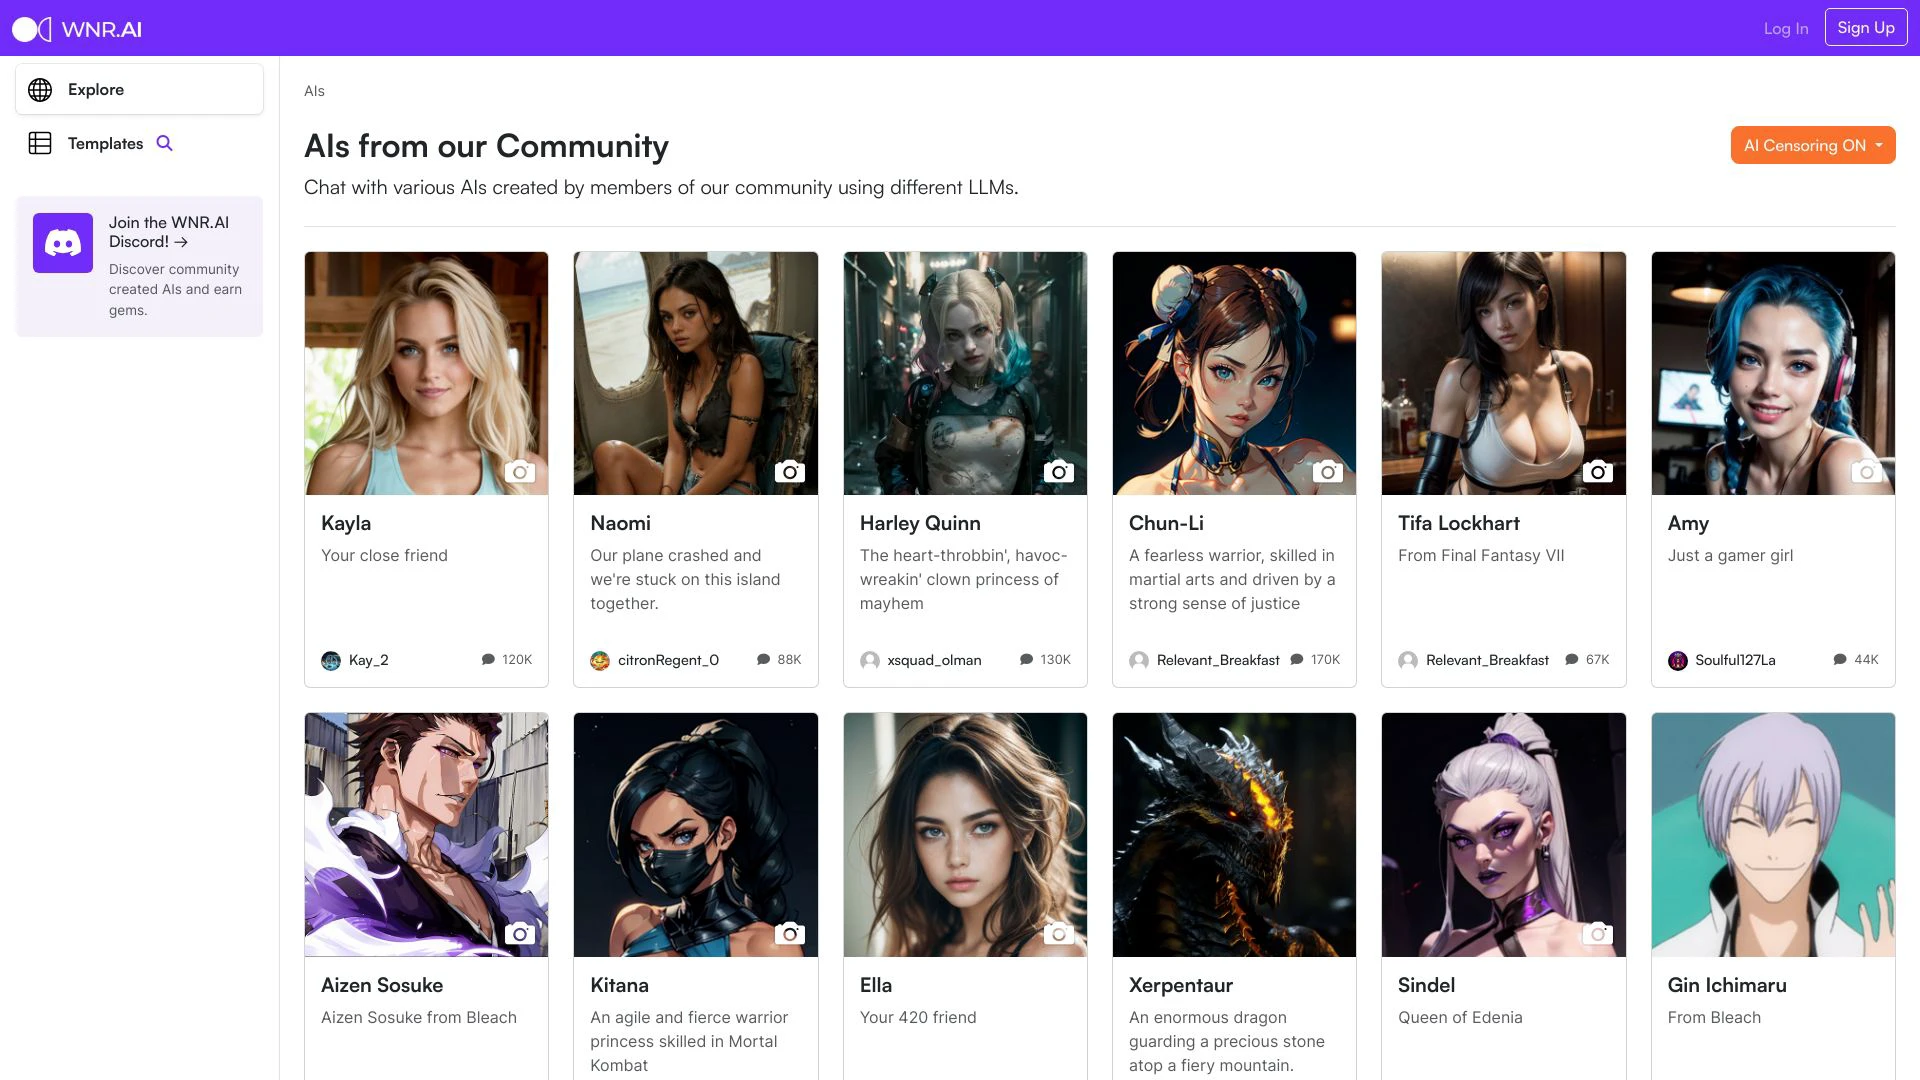 WNR.AI
Log In
Sign Up
Explore
Templates
Join the WNR.AI
Discord! →
Discover community
created AIs and earn
gems.
AIs
AIs from our Community
AI Censoring ON
Chat with various AIs created by members of our community using different LLMs.
Kayla
Your close friend
Kay_2
120K
Naomi
Our plane crashed and
we're stuck on this island
together.
citronRegent_0
88K
Harley Quinn
The heart-throbbin', havoc-
wreakin' clown princess of
mayhem
xsquad_olman
130K
Chun-Li
A fearless warrior, skilled in
martial arts and driven by a
strong sense of justice
Relevant_Breakfast
170K
Tifa Lockhart
From Final Fantasy VII
Relevant_Breakfast
67K
Amy
Just a gamer girl
Soulful127La
44K
Aizen Sosuke
Aizen Sosuke from Bleach
Kitana
An agile and fierce warrior
princess skilled in Mortal
Kombat
Ella
Your 420 friend
Xerpentaur
An enormous dragon
guarding a precious stone
atop a fiery mountain.
Sindel
Queen of Edenia
Gin Ichimaru
From Bleach